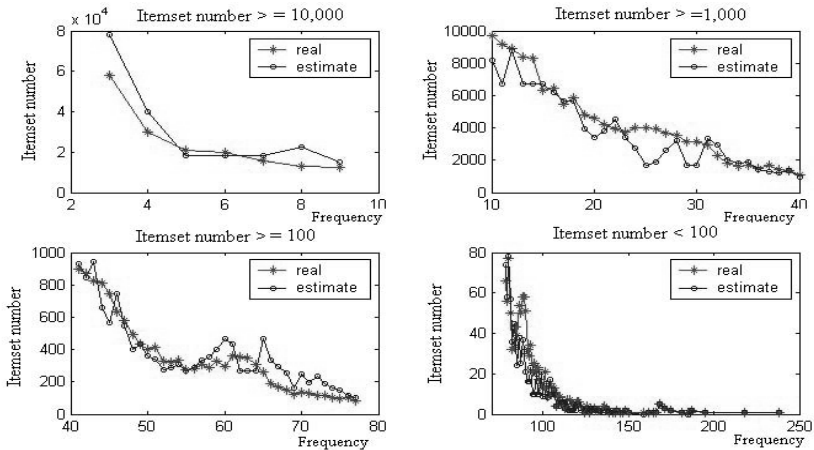 Itemset number > = 10,000
× 10⁴
8
6
4
2
0
2
4
6
8
10
Itemset number
Frequency
real
estimate
Itemset number > =1,000
10000
8000
6000
4000
2000
0
10
20
30
40
Itemset number
Frequency
real
estimate
Itemset number > = 100
1000
800
600
400
200
0
40
50
60
70
80
Itemset number
Frequency
real
estimate
Itemset number < 100
80
60
40
20
0
100
150
200
250
Itemset number
Frequency
real
estimate